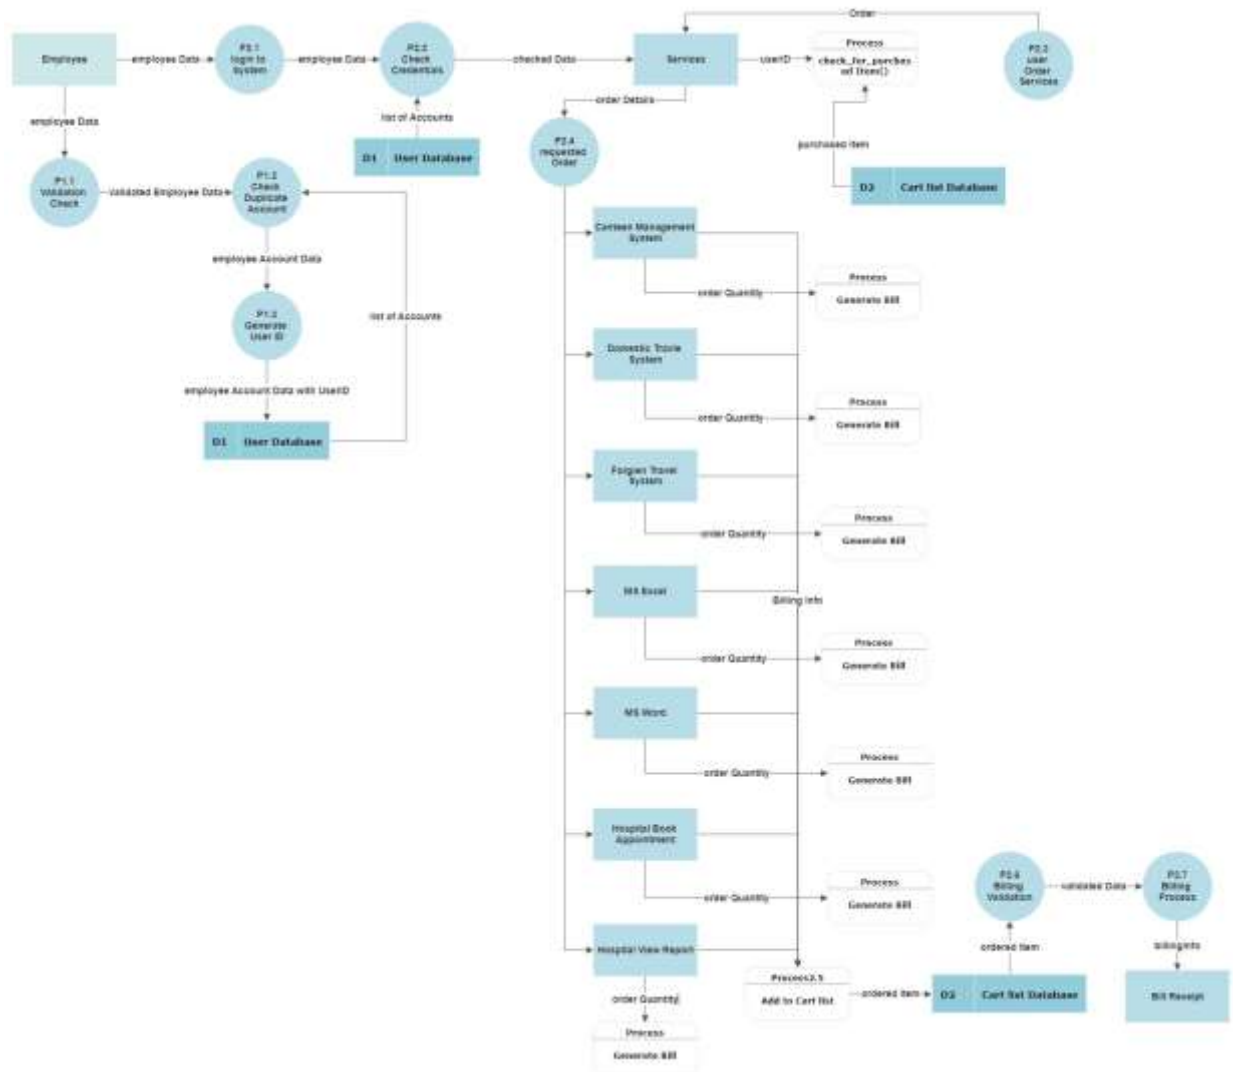 Order
Employee
employee Data
P2.1
login to
System
employee Data
P2.2
Check
Credentials
checked Data
Services
userID
Process
check_for_purches
ed Item()
P2.3
user
Order
Services
order Details
employee Data
list of Accounts
P2.4
requested
Order
purchased item
D1 User Database
D2 Cart list Database
P1.1
Validation
Check
Validated Employee Data
P1.2
Check
Duplicate
Account
Canteen Management
System
employee Account Data
order Quantity
Process
Generate Bill
P1.3
Generate
User ID
list of Accounts
Domestic Travle
System
employee Account Data with UserID
order Quantity
Process
Generate Bill
D1 User Database
Forgien Travel
System
order Quantity
Process
Generate Bill
Excel
Billing Info
order Quantity
Process
Generate Bill
MS Word
order Quantity
Process
Generate Bill
Hospital Book
Appointment
order Quantity
Process
Generate Bill
P2.6
Billing
Validation
validated Data
P2.7
Billing
Process
Hospital View Report
ordered item
billingInfo
order Quantity
Process2.5
Add to Cart list
ordered item
Cart list Database
Bill Receipt
Process
Generate Bill